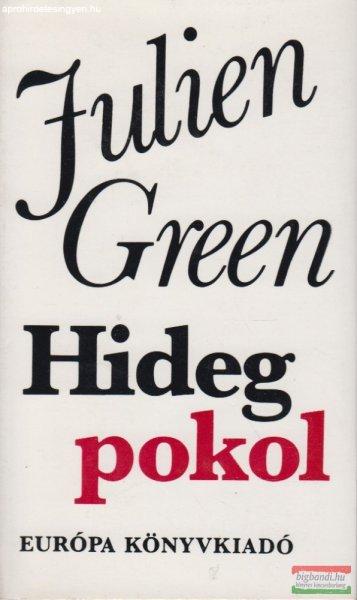 aprohirdetesingyen.hu
Julien
Green
Hideg
pokol
EURÓPA KÖNYVKIADÓ
bigbandi.hu